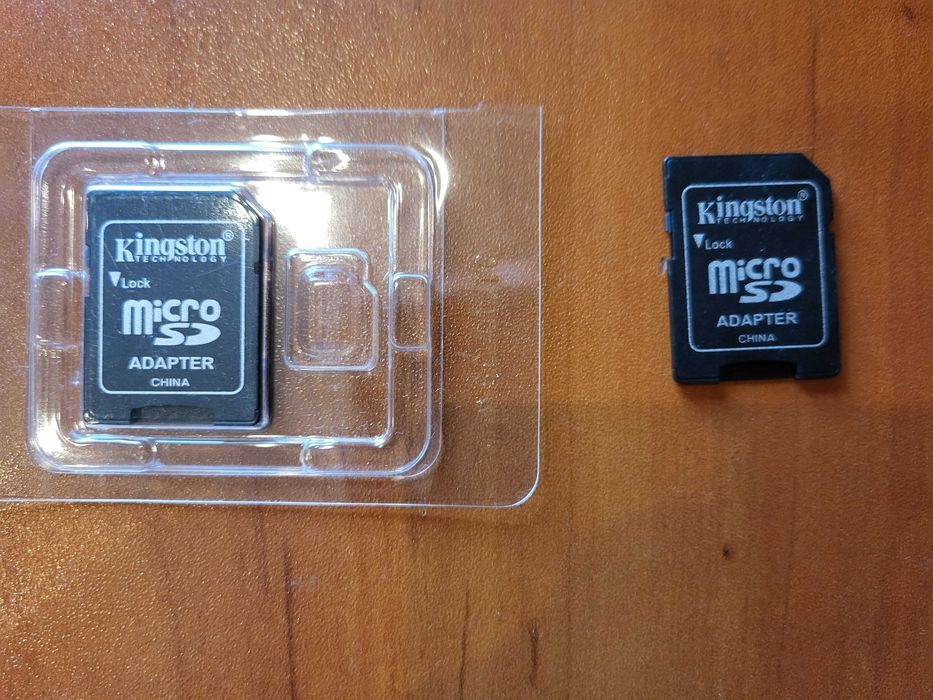 Kingston®
TECHNOLOGY
Lock
micro
SD
ADAPTER
CHINA
Kingston®
TECHNOLOGY
Lock
micro
SD
ADAPTER
CHINA